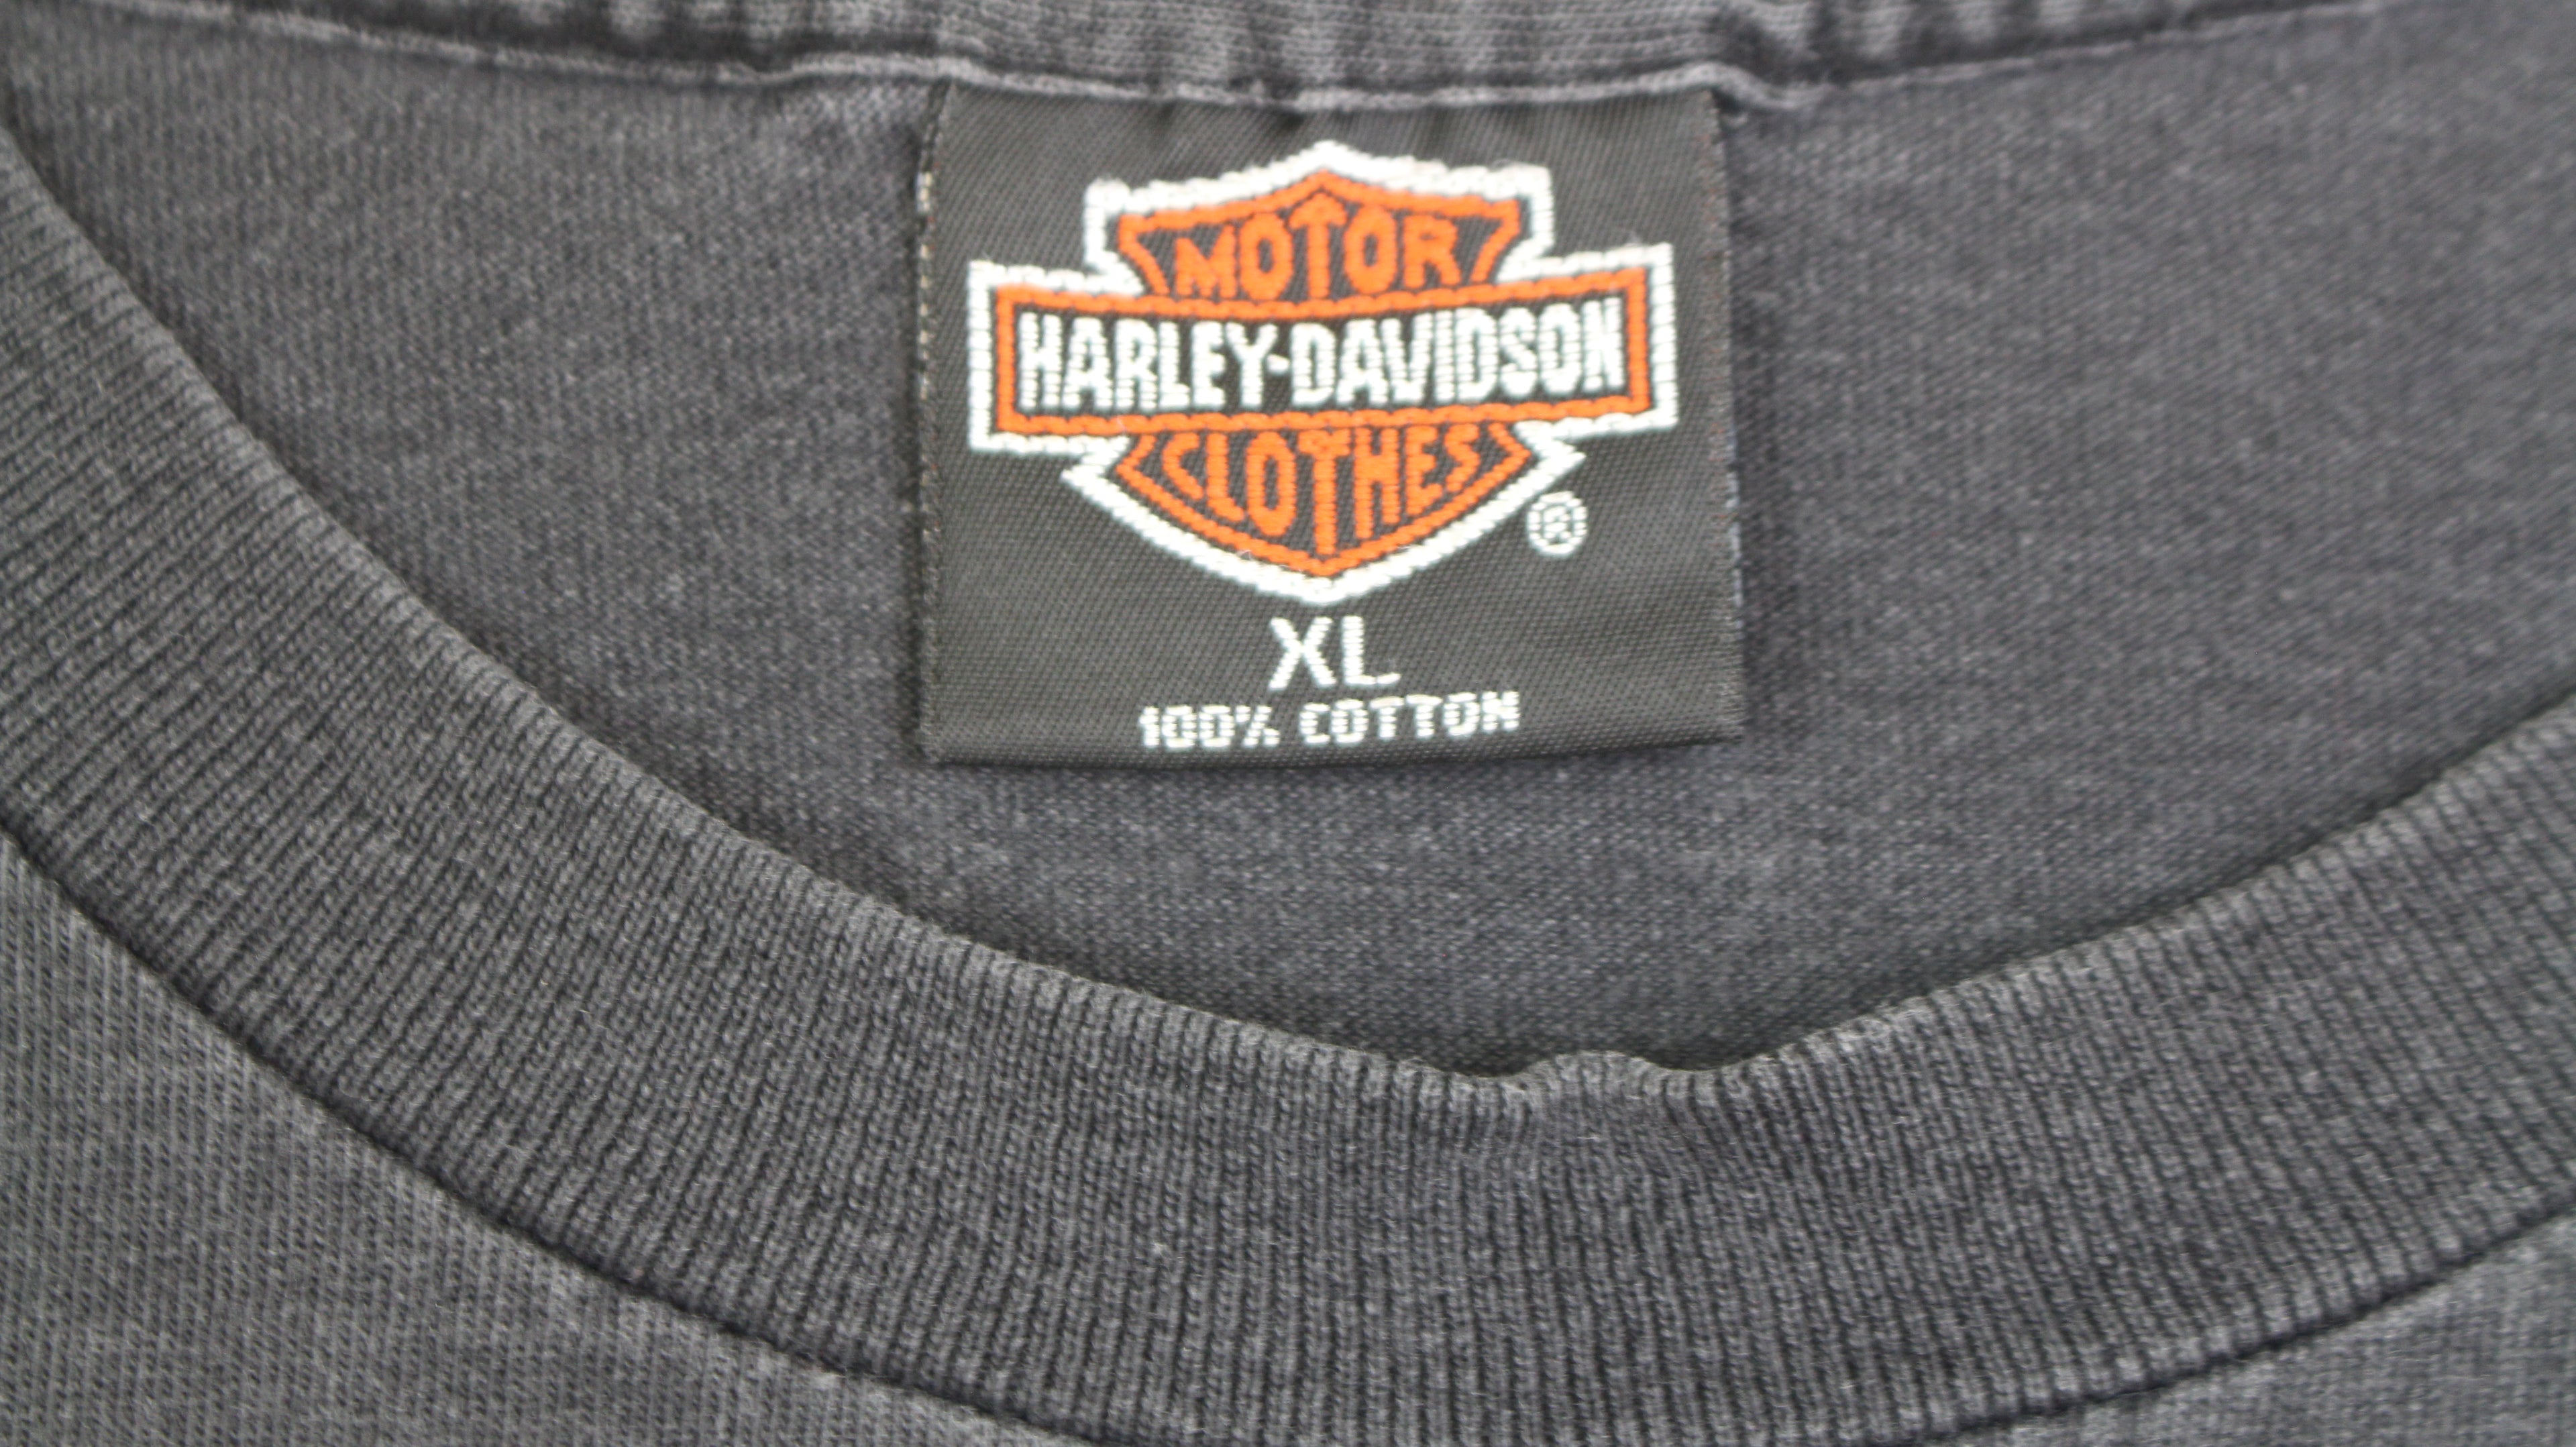 MOTOR
HARLEY-DAVIDSON
CLOTHES
®
XL
100% COTTON